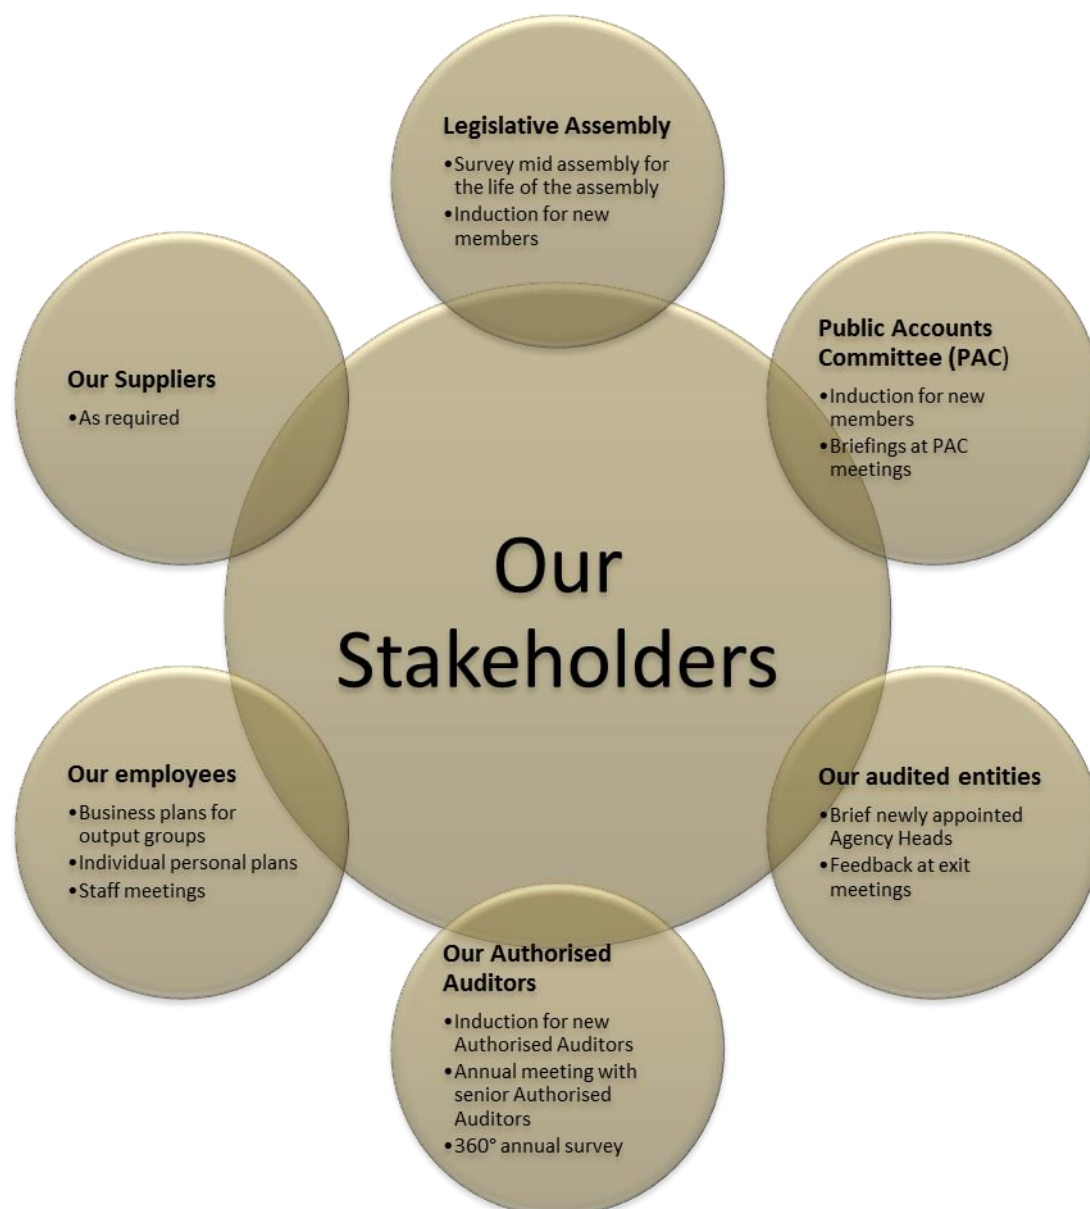 Legislative Assembly
•Survey mid assembly for
the life of the assembly
•Induction for new
members
Public Accounts
Committee (PAC)
•Induction for new
members
•Briefings at PAC
meetings
Our Suppliers
•As required
Our
Stakeholders
Our employees
•Business plans for
output groups
•Individual personal plans
•Staff meetings
Our audited entities
•Brief newly appointed
Agency Heads
•Feedback at exit
meetings
Our Authorised
Auditors
•Induction for new
Authorised Auditors
•Annual meeting with
senior Authorised
Auditors
•360° annual survey